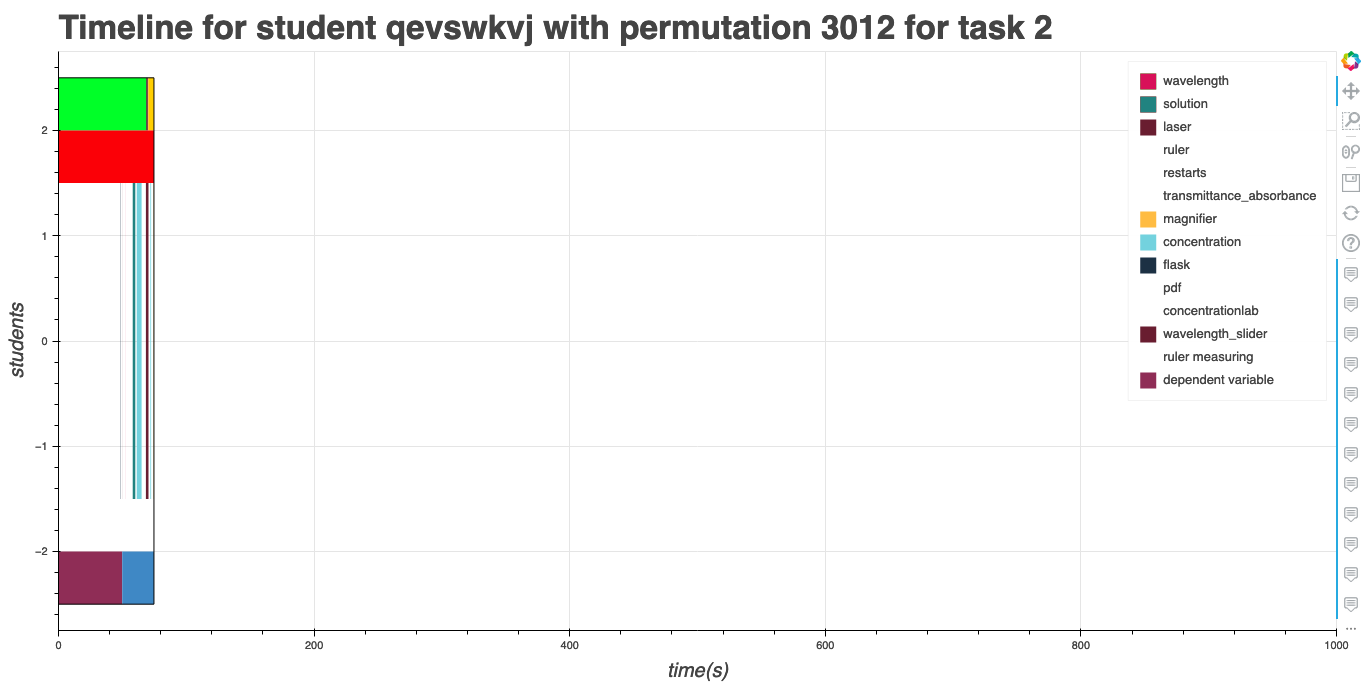 Timeline for student qevswkvj with permutation 3012 for task 2
wavelength
solution
laser
ruler
restarts
transmittance_absorbance
magnifier
concentration
flask
pdf
concentrationlab
wavelength_slider
ruler measuring
dependent variable
students
2
1
0
−1
−2
0
200
400
600
800
1000
time(s)